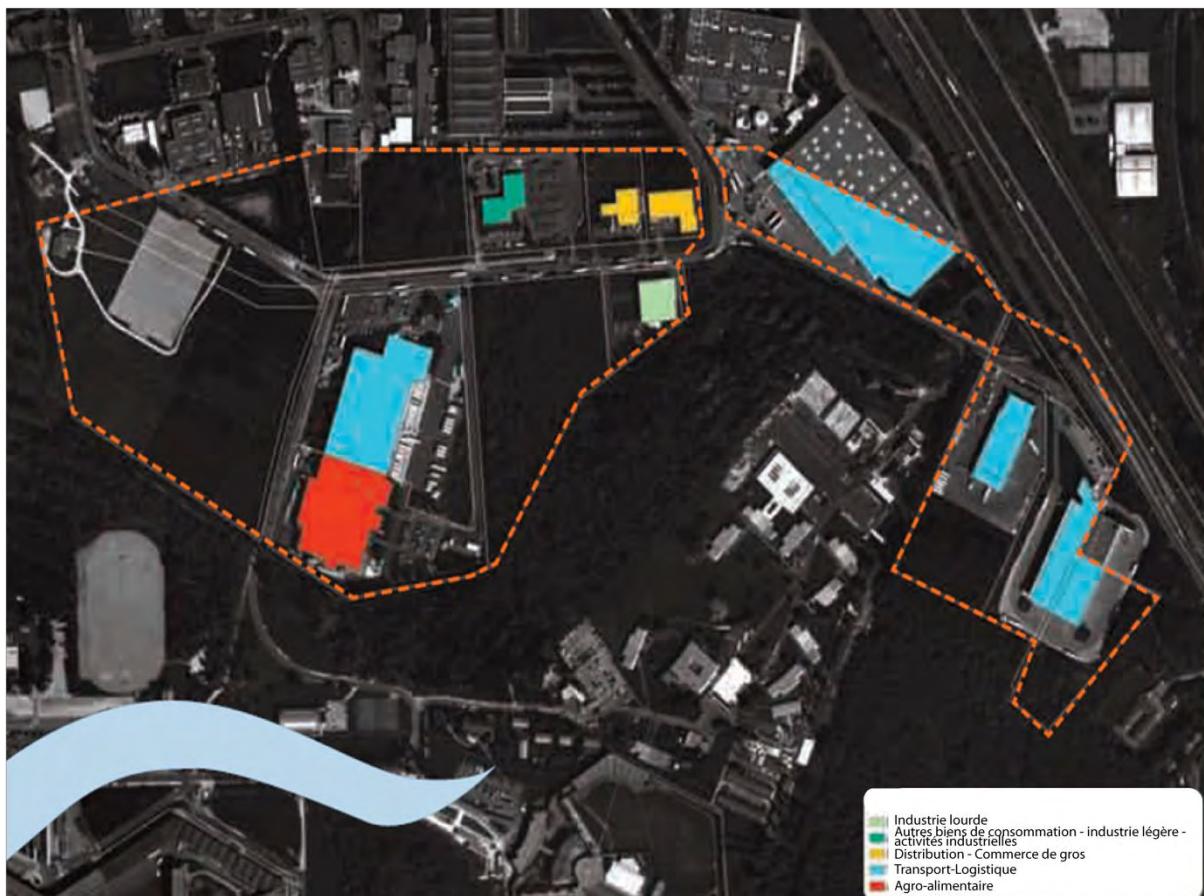 Industrie lourde
Autres biens de consommation - industrie légère -
activités industrielles
Distribution - Commerce de gros
Transport-Logistique
Agro-alimentaire